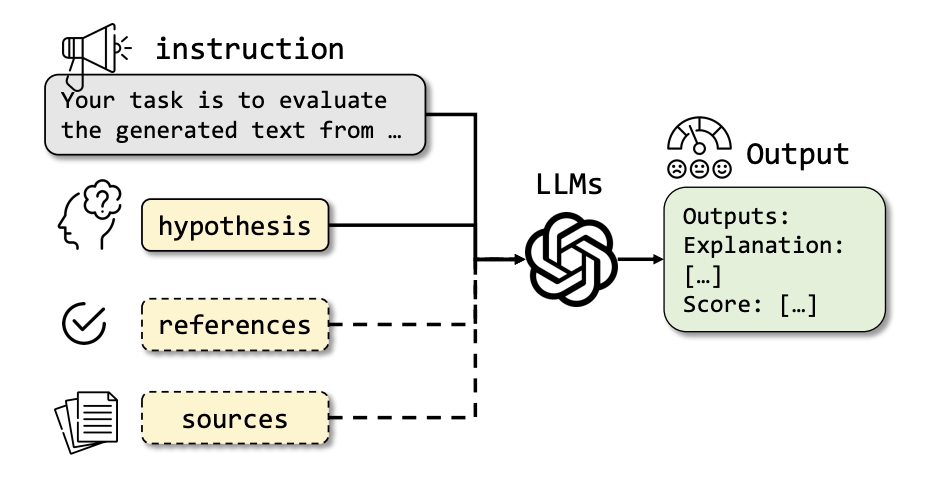 instruction
Your task is to evaluate
the generated text from …
hypothesis
references
sources
LLMs
Output
Outputs:
Explanation:
[…]
Score: […]